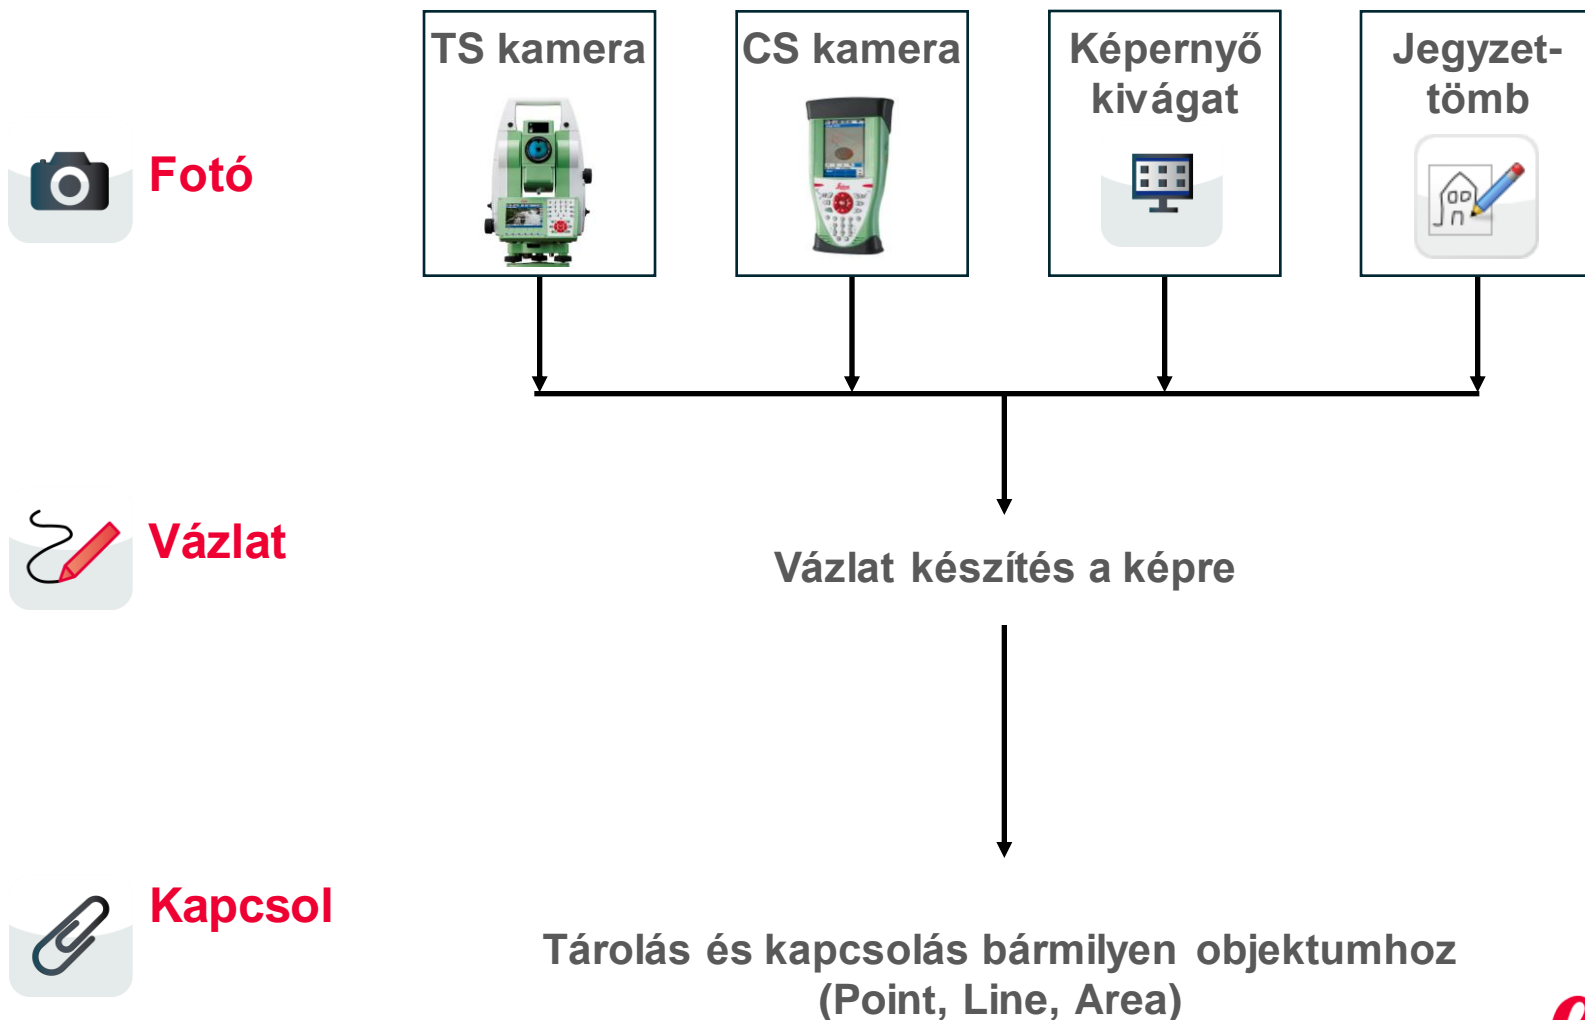 TS kamera
CS kamera
Képernyő
kivágat
Jegyzet-
tömb
Fotó
Vázlat
Vázlat készítés a képre
Kapcsol
Tárolás és kapcsolás bármilyen objektumhoz
(Point, Line, Area)